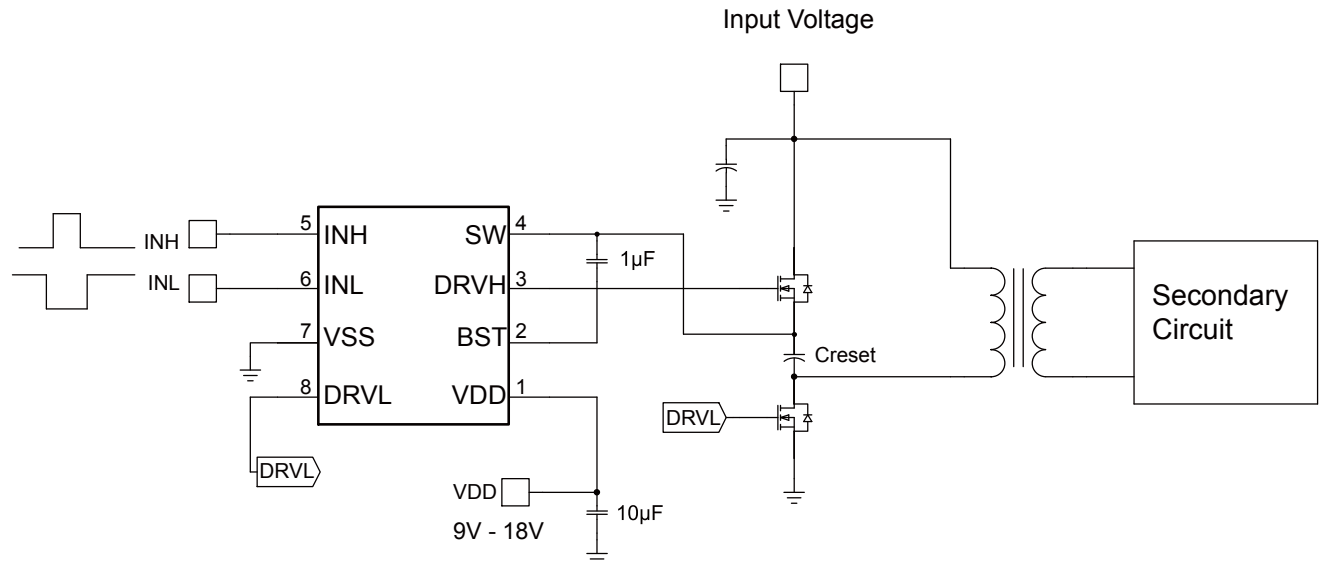 Input Voltage
INH
INL
5 INH SW 4
6 INL DRVH 3
7 VSS BST 2
8 DRVL VDD 1
1µF
DRVL
VDD
9V - 18V
10µF
Creset
DRVL
Secondary
Circuit